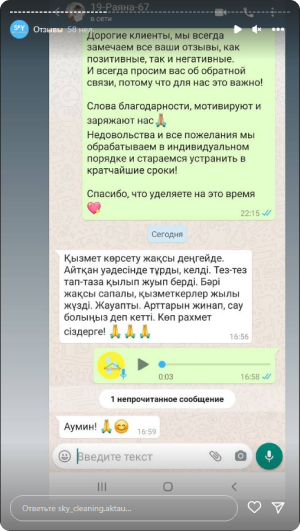 19-Раяна-67
в сети
Отзывы 58 нед.
Дорогие клиенты, мы всегда
замечаем все ваши отзывы, как
позитивные, так и негативные.
И всегда просим вас об обратной
связи, потому что для нас это важно!
Слова благодарности, мотивируют и
заряжают нас🙏🏼
Недовольства и все пожелания мы
обрабатываем в индивидуальном
порядке и стараемся устранить в
кратчайшие сроки!
Спасибо, что уделяете на это время
💖
22:15
Сегодня
Қызмет көрсету жақсы деңгейде.
Айтқан уәдесінде тұрды, келді. Тез-тез
тап-таза қылып жуып берді. Бәрі
жақсы сапалы, қызметкерлер жылы
жүзді. Жауапты. Арттарын жинап, сау
болыңыз деп кетті. Көп рахмет
сіздерге! 🙏🙏🙏
16:56
0:03
16:58
1 непрочитанное сообщение
Аумин! 🙏😊
16:59
Введите текст
Ответьте sky_cleaning.aktau...